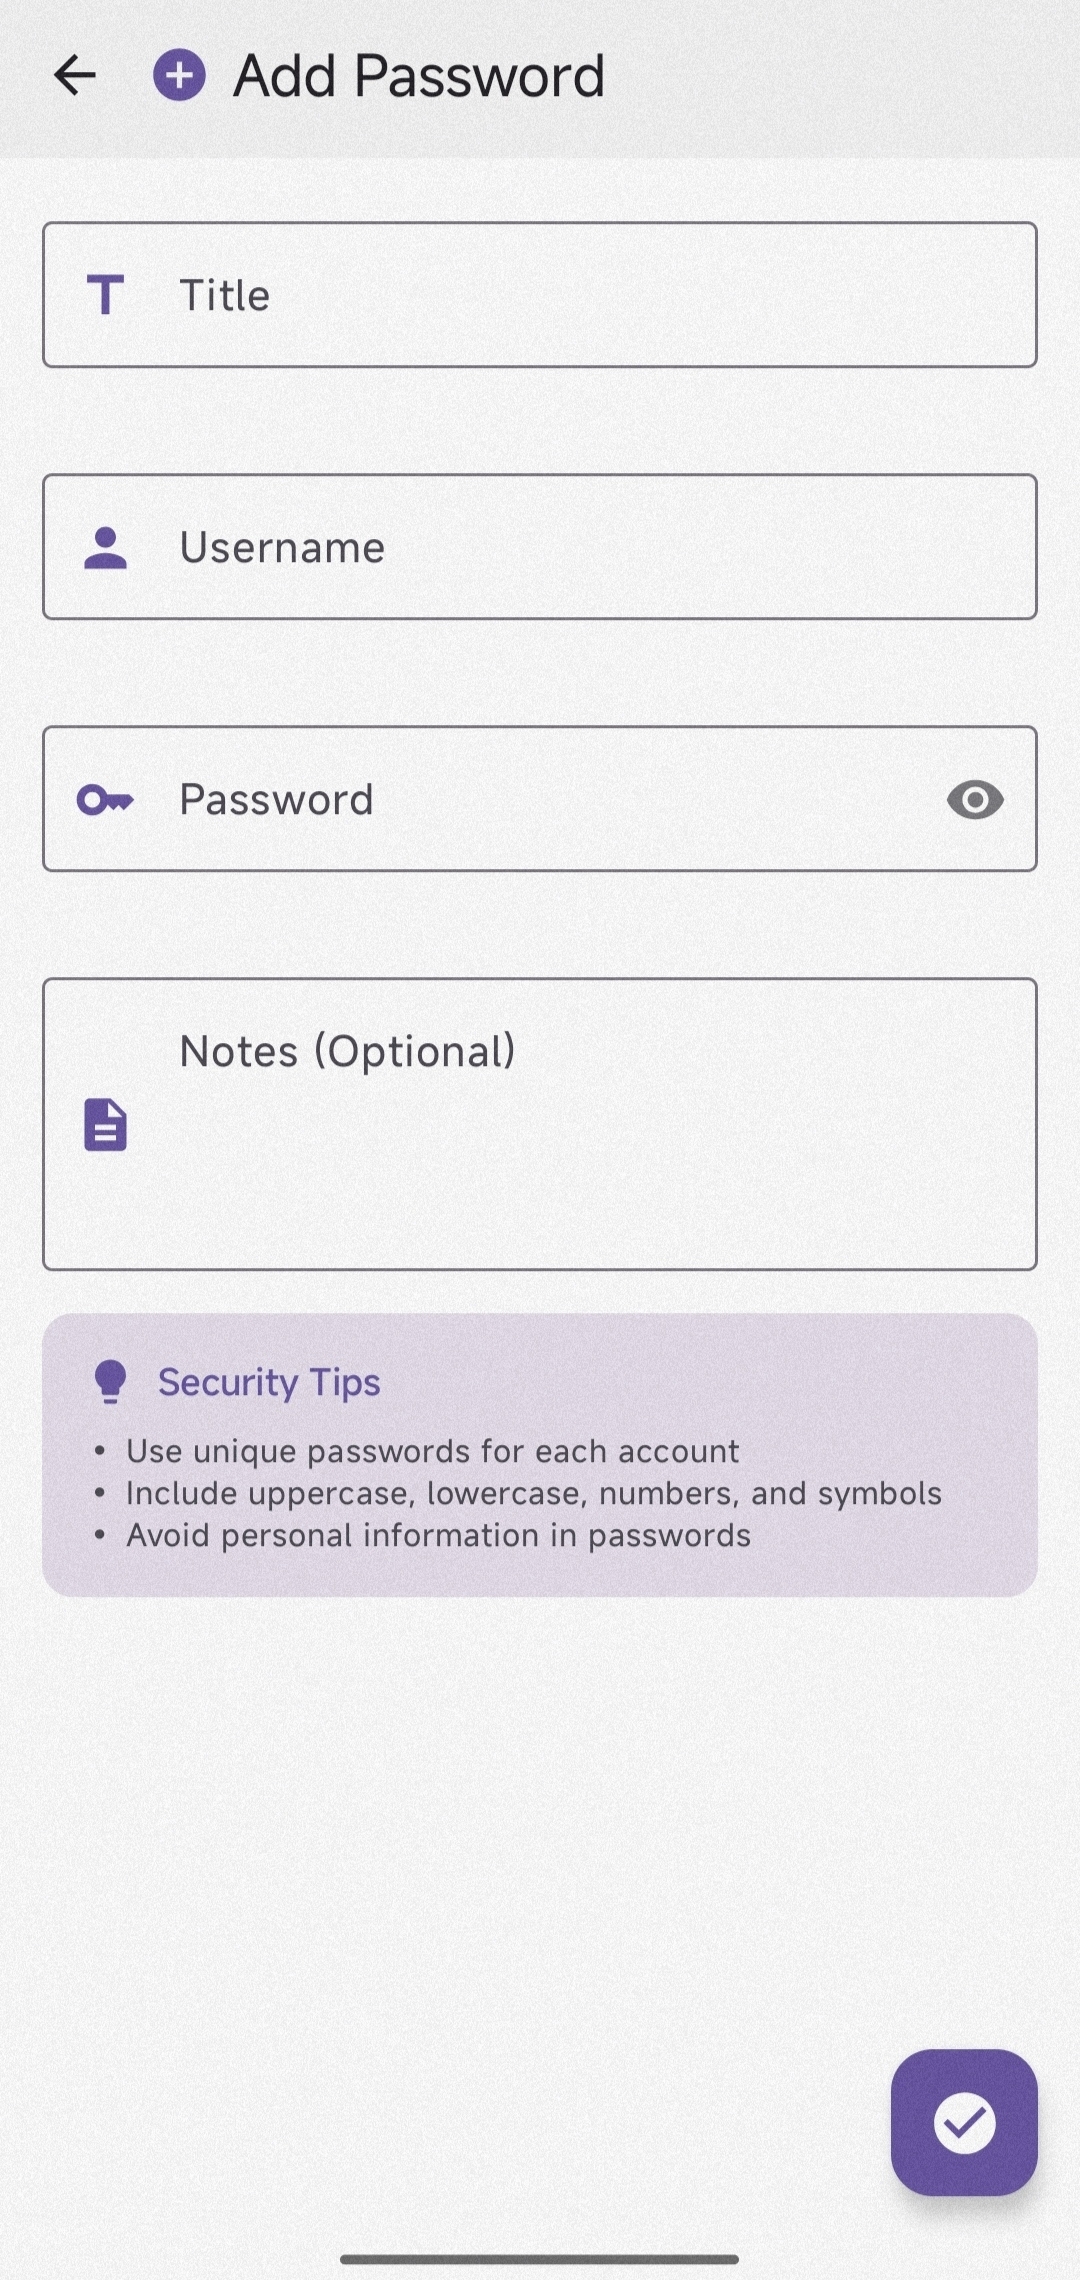 Add Password
Title
Username
Password
Notes (Optional)
Security Tips
• Use unique passwords for each account
• Include uppercase, lowercase, numbers, and symbols
• Avoid personal information in passwords